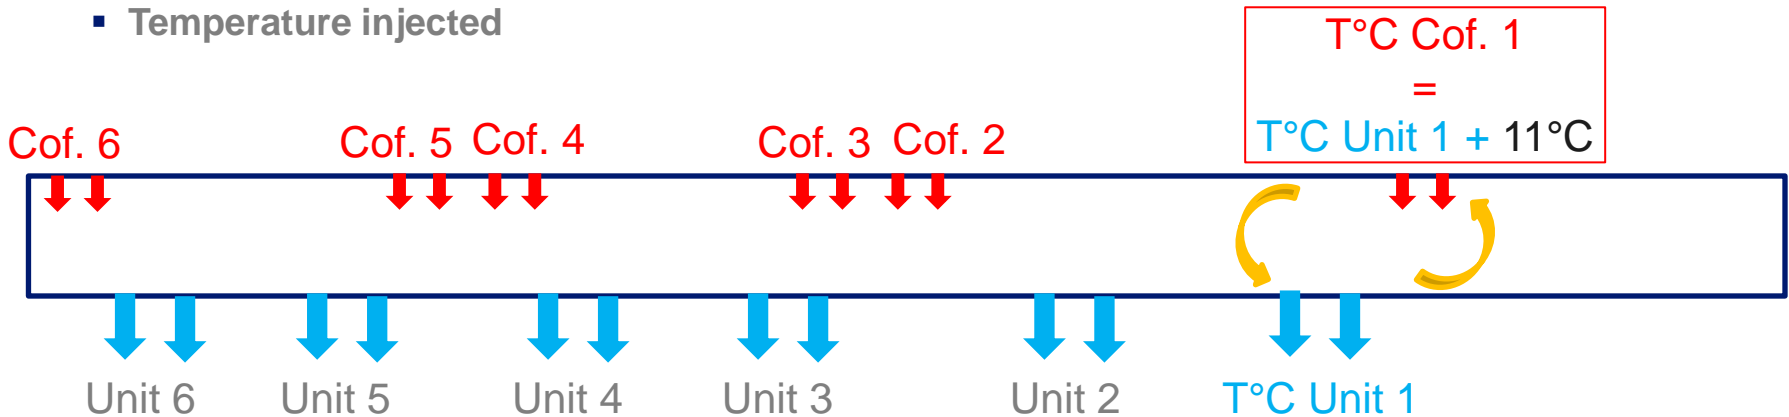 ▪ Temperature injected
T°C Cof. 1
=
T°C Unit 1 + 11°C
Cof. 6 Cof. 5 Cof. 4 Cof. 3 Cof. 2
Unit 6 Unit 5 Unit 4 Unit 3 Unit 2 T°C Unit 1